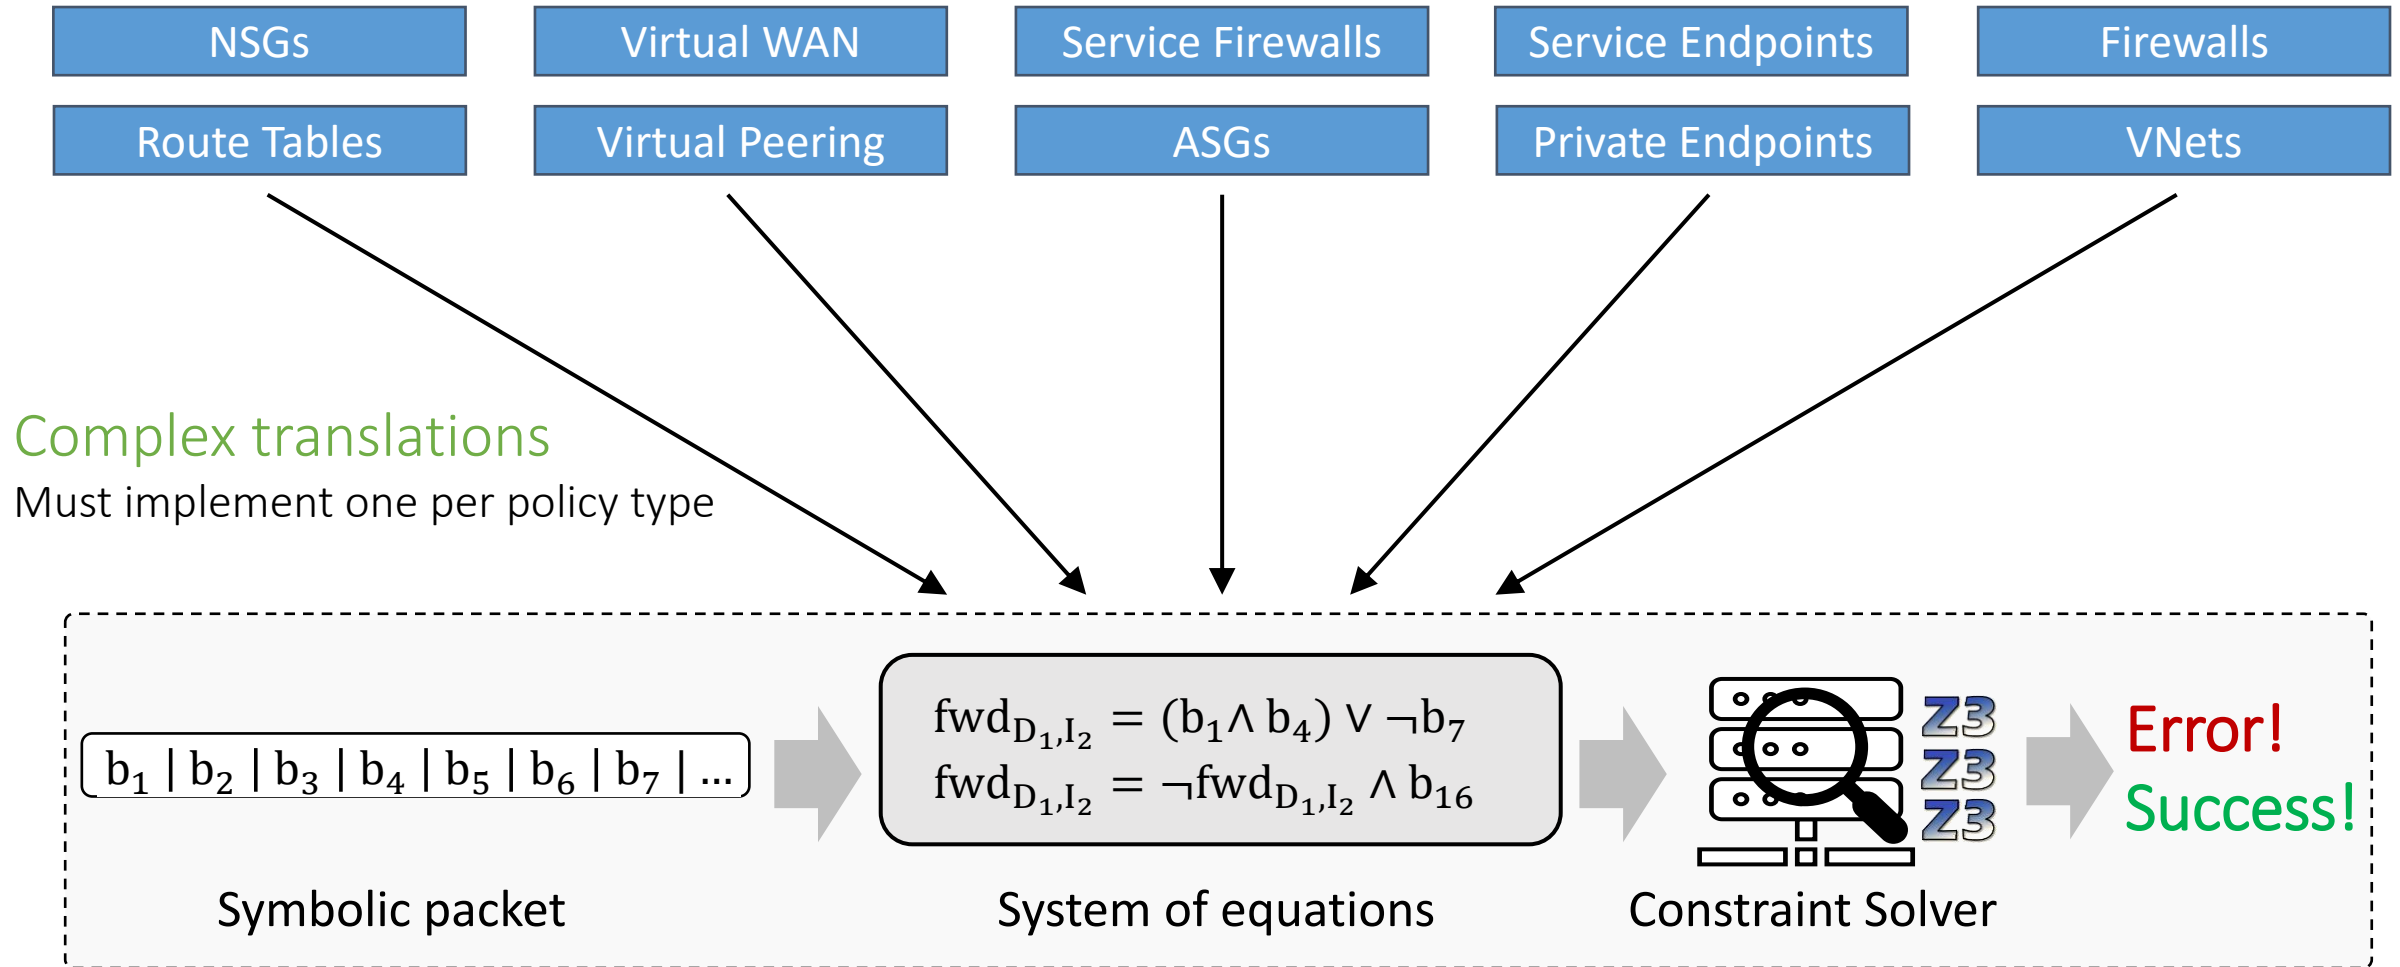 NSGs
Virtual WAN
Service Firewalls
Service Endpoints
Firewalls
Route Tables
Virtual Peering
ASGs
Private Endpoints
VNets
Complex translations
Must implement one per policy type
b₁ | b₂ | b₃ | b₄ | b₅ | b₆ | b₇ | ...
fwd_{D₁,I₂} = (b₁∧ b₄) ∨ ¬b₇
fwd_{D₁,I₂} = ¬fwd_{D₁,I₂} ∧ b₁₆
Z3
Z3
Z3
Error!
Success!
Symbolic packet
System of equations
Constraint Solver